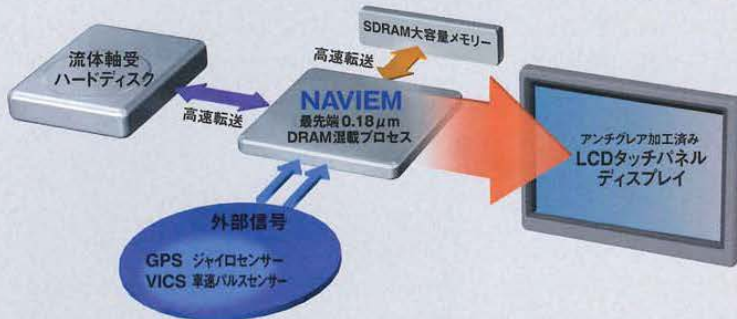 SDRAM大容量メモリー
高速転送
流体軸受
ハードディスク
高速転送
NAVIEM
最先端0.18μm
DRAM混載プロセス
アンチグレア加工済み
LCDタッチパネル
ディスプレイ
外部信号
GPS ジャイロセンサー
VICS 車速パルスセンサー